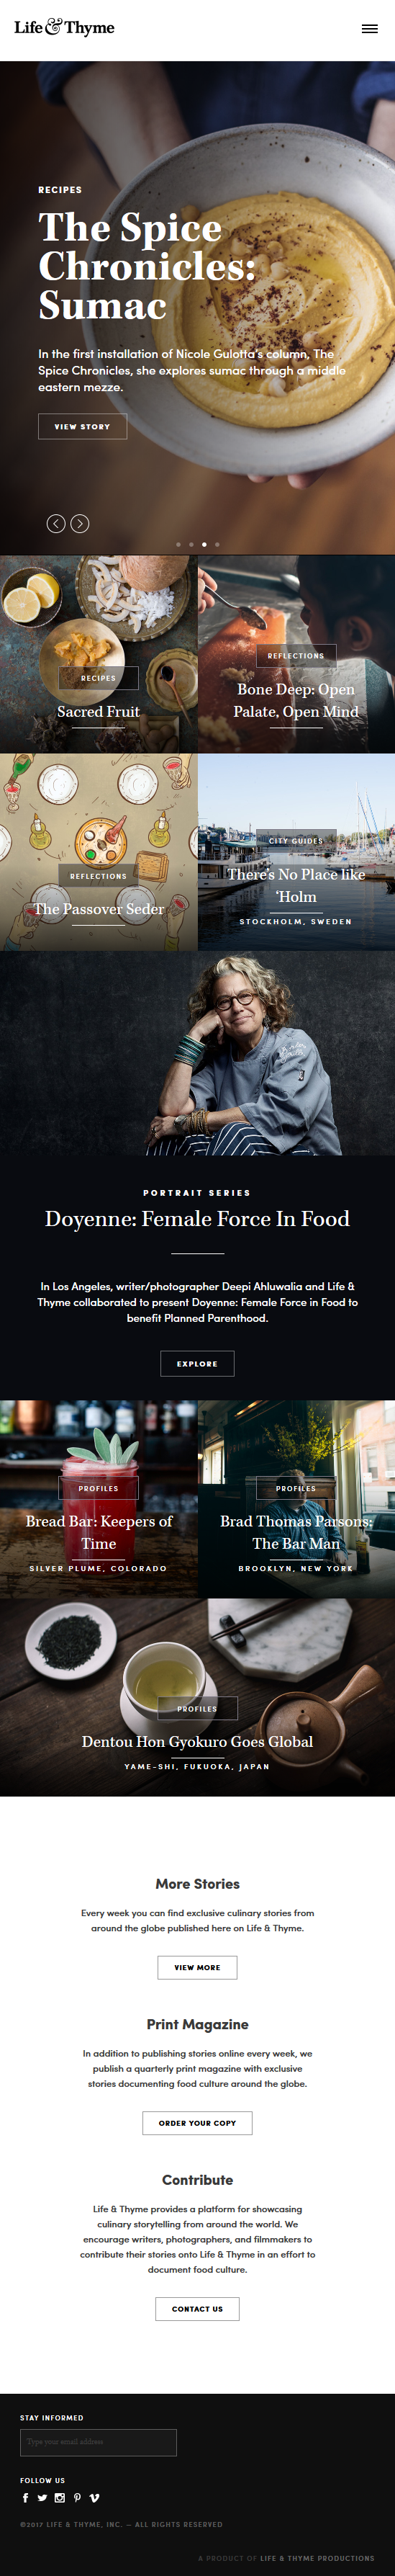 Life & Thyme
RECIPES
The Spice
Chronicles:
Sumac
In the first installation of Nicole Gulotta's column, The
Spice Chronicles, she explores sumac through a middle
eastern mezze.
VIEW STORY
RECIPES
Sacred Fruit
REFLECTIONS
Bone Deep: Open
Palate, Open Mind
REFLECTIONS
The Passover Seder
CITY GUIDES
There's No Place like
‘Holm
STOCKHOLM, SWEDEN
PORTRAIT SERIES
Doyenne: Female Force In Food
In Los Angeles, writer/photographer Deepi Ahluwalia and Life &
Thyme collaborated to present Doyenne: Female Force in Food to
benefit Planned Parenthood.
EXPLORE
PROFILES
Bread Bar: Keepers of
Time
SILVER PLUME, COLORADO
PROFILES
Brad Thomas Parsons:
The Bar Man
BROOKLYN, NEW YORK
PROFILES
Dentou Hon Gyokuro Goes Global
YAME-SHI, FUKUOKA, JAPAN
More Stories
Every week you can find exclusive culinary stories from
around the globe published here on Life & Thyme.
VIEW MORE
Print Magazine
In addition to publishing stories online every week, we
publish a quarterly print magazine with exclusive
stories documenting food culture around the globe.
ORDER YOUR COPY
Contribute
Life & Thyme provides a platform for showcasing
culinary storytelling from around the world. We
encourage writers, photographers, and filmmakers to
contribute their stories onto Life & Thyme in an effort to
document food culture.
CONTACT US
STAY INFORMED
Type your email address
FOLLOW US
©2017 LIFE & THYME, INC. — ALL RIGHTS RESERVED
A PRODUCT OF LIFE & THYME PRODUCTIONS